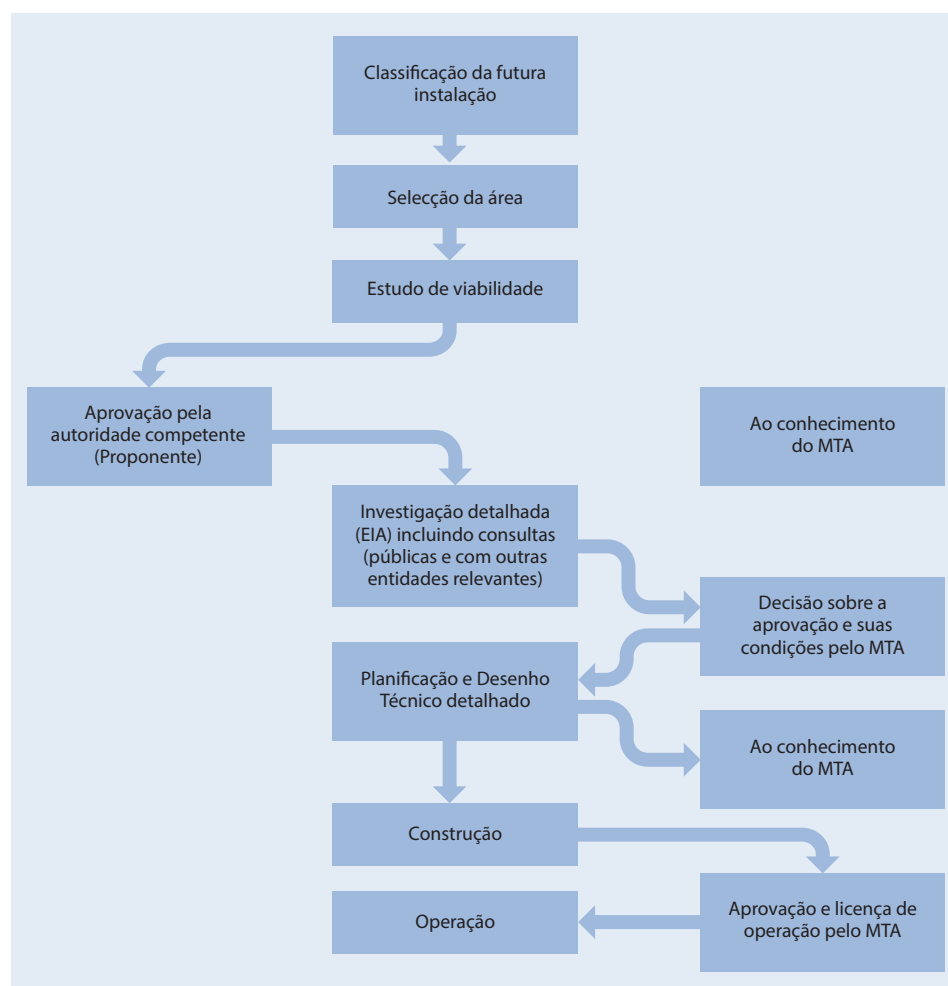 Classificação da futura
instalação
Selecção da área
Estudo de viabilidade
Aprovação pela
autoridade competente
(Proponente)
Ao conhecimento
do MTA
Investigação detalhada
(EIA) incluindo consultas
(públicas e com outras
entidades relevantes)
Decisão sobre a
aprovação e suas
condições pelo MTA
Planificação e Desenho
Técnico detalhado
Ao conhecimento
do MTA
Construção
Aprovação e licença de
operação pelo MTA
Operação